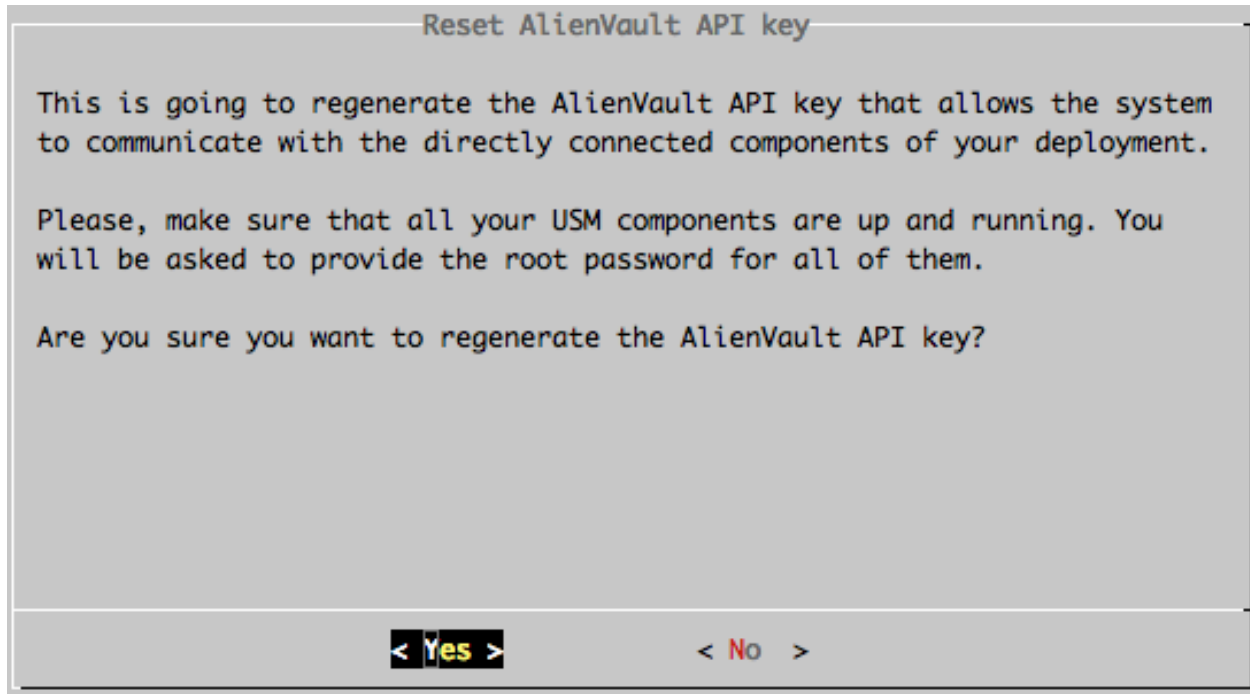 Reset AlienVault API key
This is going to regenerate the AlienVault API key that allows the system
to communicate with the directly connected components of your deployment.
Please, make sure that all your USM components are up and running. You
will be asked to provide the root password for all of them.
Are you sure you want to regenerate the AlienVault API key?
< Yes > < No >